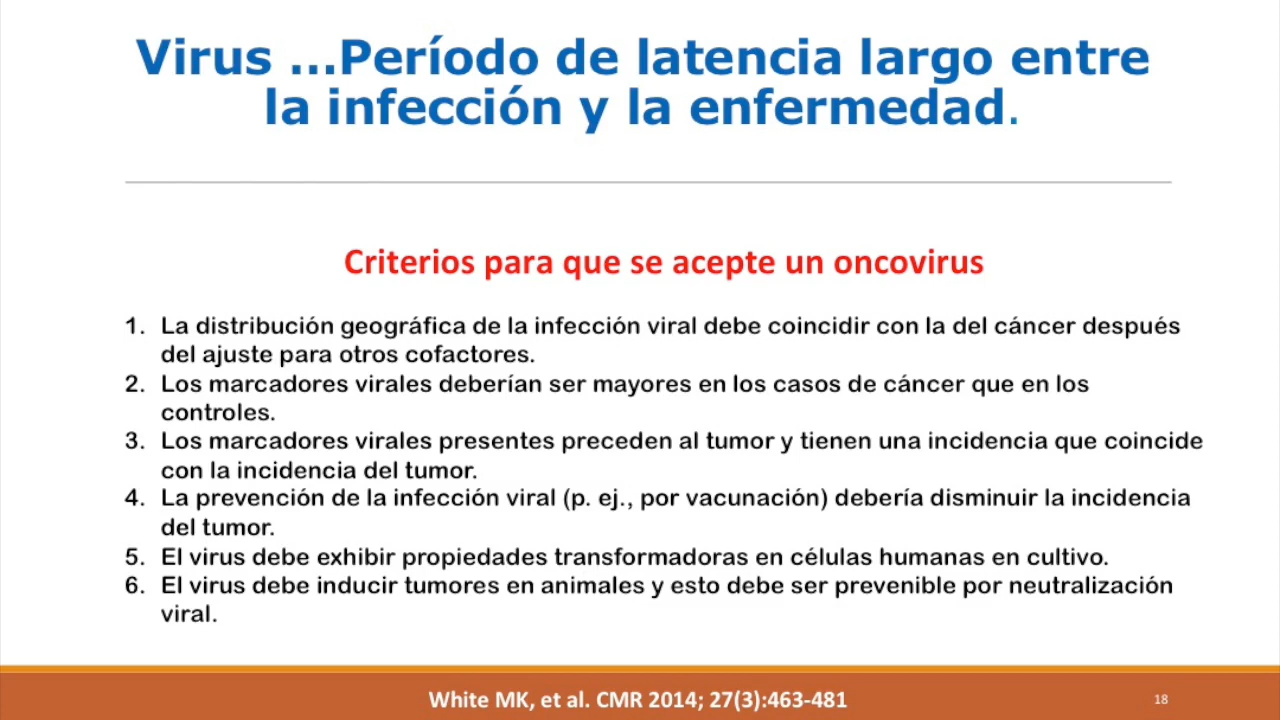 Virus ...Período de latencia largo entre
la infección y la enfermedad.
Criterios para que se acepte un oncovirus
1. La distribución geográfica de la infección viral debe coincidir con la del cáncer después
del ajuste para otros cofactores.
2. Los marcadores virales deberían ser mayores en los casos de cáncer que en los
controles.
3. Los marcadores virales presentes preceden al tumor y tienen una incidencia que coincide
con la incidencia del tumor.
4. La prevención de la infección viral (p. ej., por vacunación) debería disminuir la incidencia
del tumor.
5. El virus debe exhibir propiedades transformadoras en células humanas en cultivo.
6. El virus debe inducir tumores en animales y esto debe ser prevenible por neutralización
viral.
White MK, et al. CMR 2014; 27(3):463-481
18